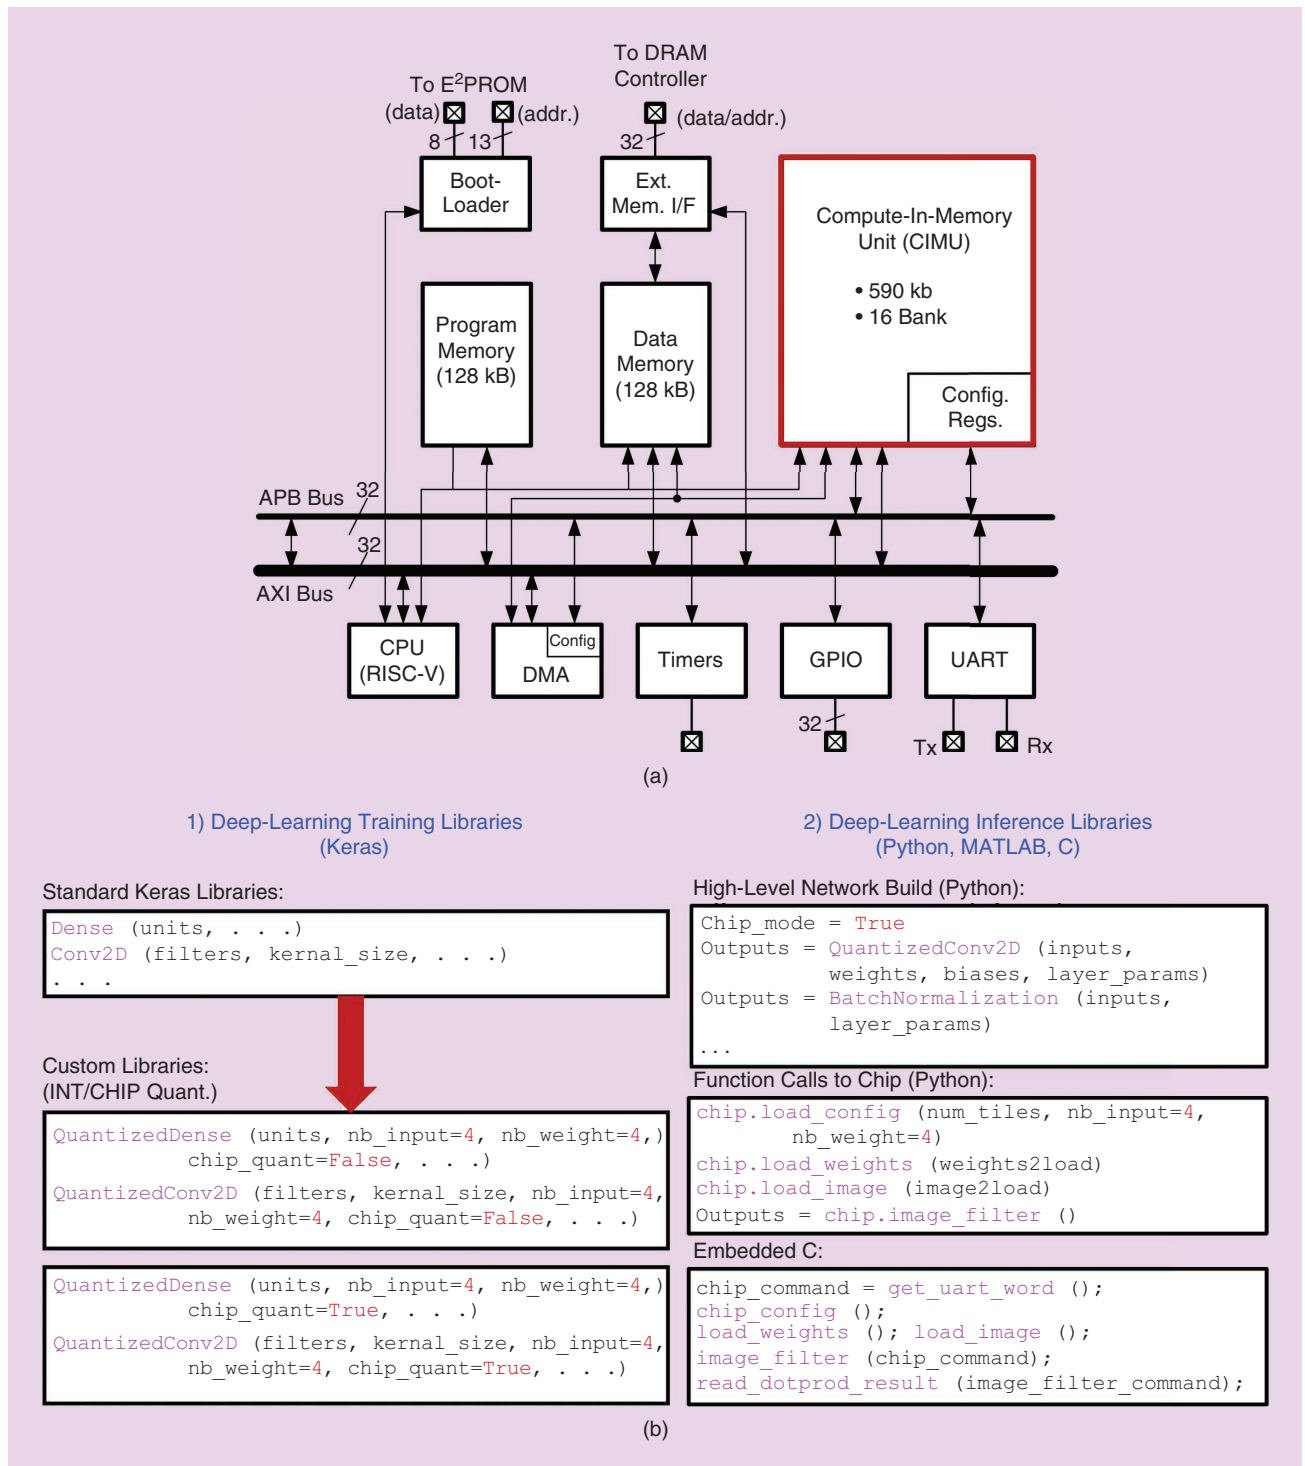 To DRAM
Controller
To E²PROM
(data)
(addr.)
(data/addr.)
8
13
32
Boot-
Loader
Ext.
Mem. I/F
Compute-In-Memory
Unit (CIMU)
• 590 kb
• 16 Bank
Config.
Regs.
Program
Memory
(128 kB)
Data
Memory
(128 kB)
APB Bus
32
32
AXI Bus
CPU
(RISC-V)
Config
DMA
Timers
GPIO
UART
32
Tx
Rx
(a)
1) Deep-Learning Training Libraries
(Keras)
Standard Keras Libraries:
Dense (units, . . .)
Conv2D (filters, kernal_size, . . .)
. . .
Custom Libraries:
(INT/CHIP Quant.)
QuantizedDense (units, nb_input=4, nb_weight=4,)
chip_quant=False, . . .)
QuantizedConv2D (filters, kernal_size, nb_input=4,
nb_weight=4, chip_quant=False, . . .)
QuantizedDense (units, nb_input=4, nb_weight=4,)
chip_quant=True, . . .)
QuantizedConv2D (filters, kernal_size, nb_input=4,
nb_weight=4, chip_quant=True, . . .)
2) Deep-Learning Inference Libraries
(Python, MATLAB, C)
High-Level Network Build (Python):
Chip_mode = True
Outputs = QuantizedConv2D (inputs,
weights, biases, layer_params)
Outputs = BatchNormalization (inputs,
layer_params)
...
Function Calls to Chip (Python):
chip.load_config (num_tiles, nb_input=4,
nb_weight=4)
chip.load_weights (weights2load)
chip.load_image (image2load)
Outputs = chip.image_filter ()
Embedded C:
chip_command = get_uart_word ();
chip_config ();
load_weights (); load_image ();
image_filter (chip_command);
read_dotprod_result (image_filter_command);
(b)